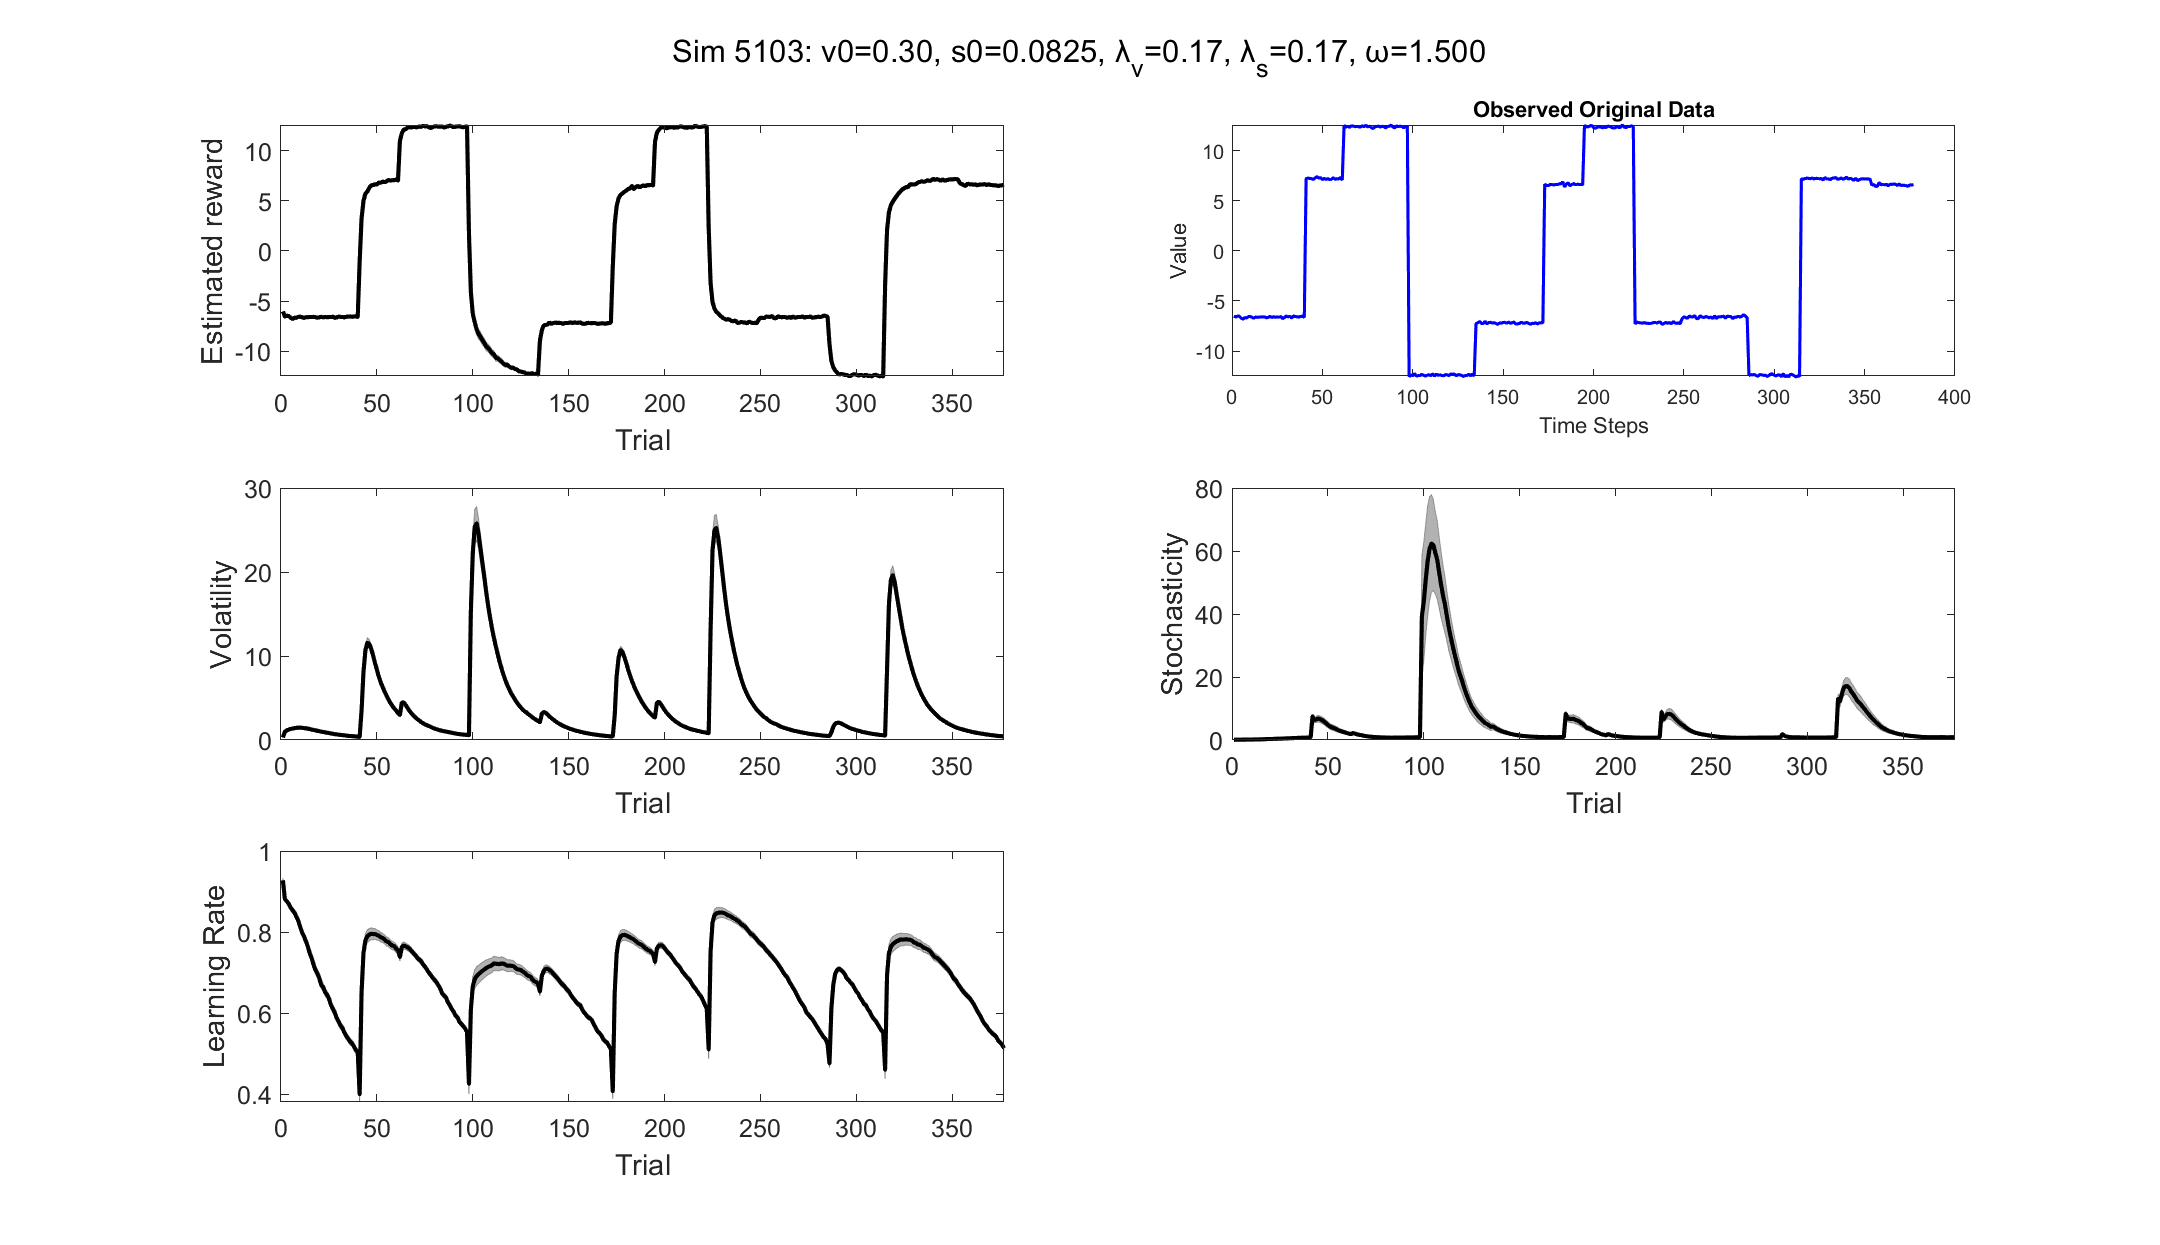 Sim 5103: v0=0.30, s0=0.0825, λv=0.17, λs=0.17, ω=1.500
Estimated reward
10
5
0
-5
-10
0 50 100 150 200 250 300 350
Trial
Observed Original Data
Value
10
5
0
-5
-10
0 50 100 150 200 250 300 350 400
Time Steps
Volatility
30
20
10
0
0 50 100 150 200 250 300 350
Trial
Stochasticity
80
60
40
20
0
0 50 100 150 200 250 300 350
Trial
Learning Rate
1
0.8
0.6
0.4
0 50 100 150 200 250 300 350
Trial